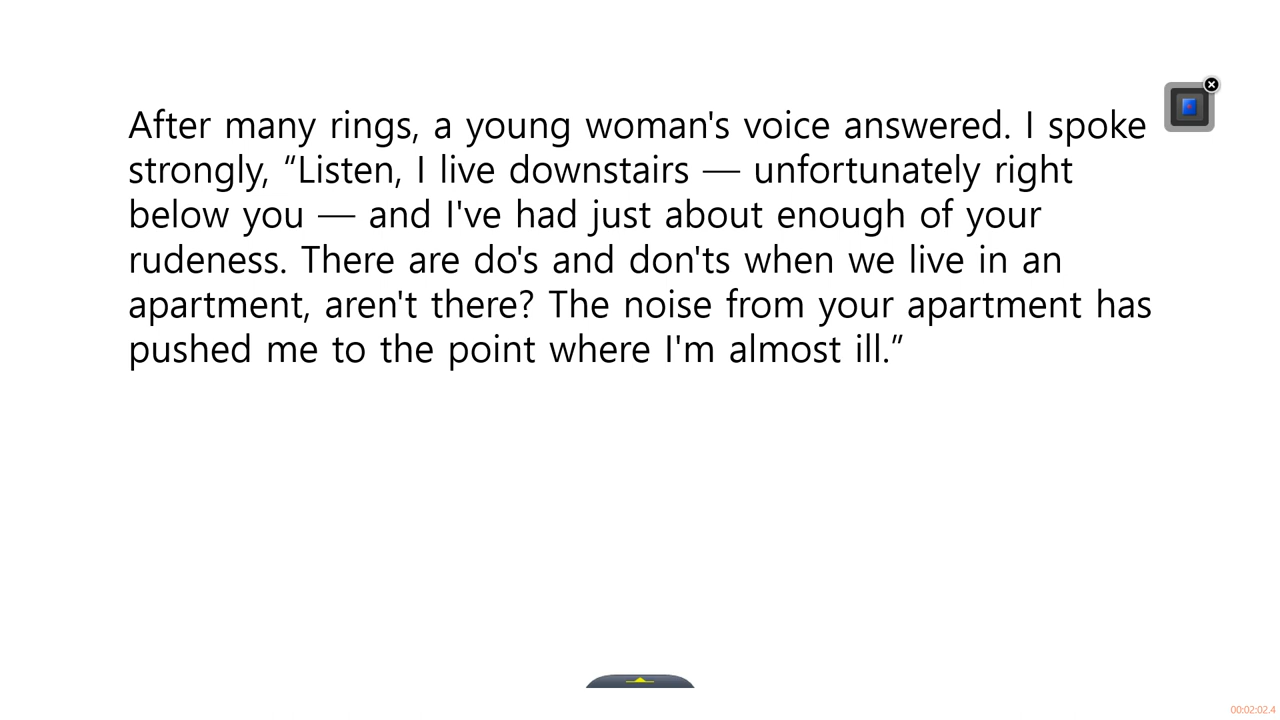 After many rings, a young woman's voice answered. I spoke
strongly, “Listen, I live downstairs — unfortunately right
below you — and I've had just about enough of your
rudeness. There are do's and don'ts when we live in an
apartment, aren't there? The noise from your apartment has
pushed me to the point where I'm almost ill.”
00:02:02.4